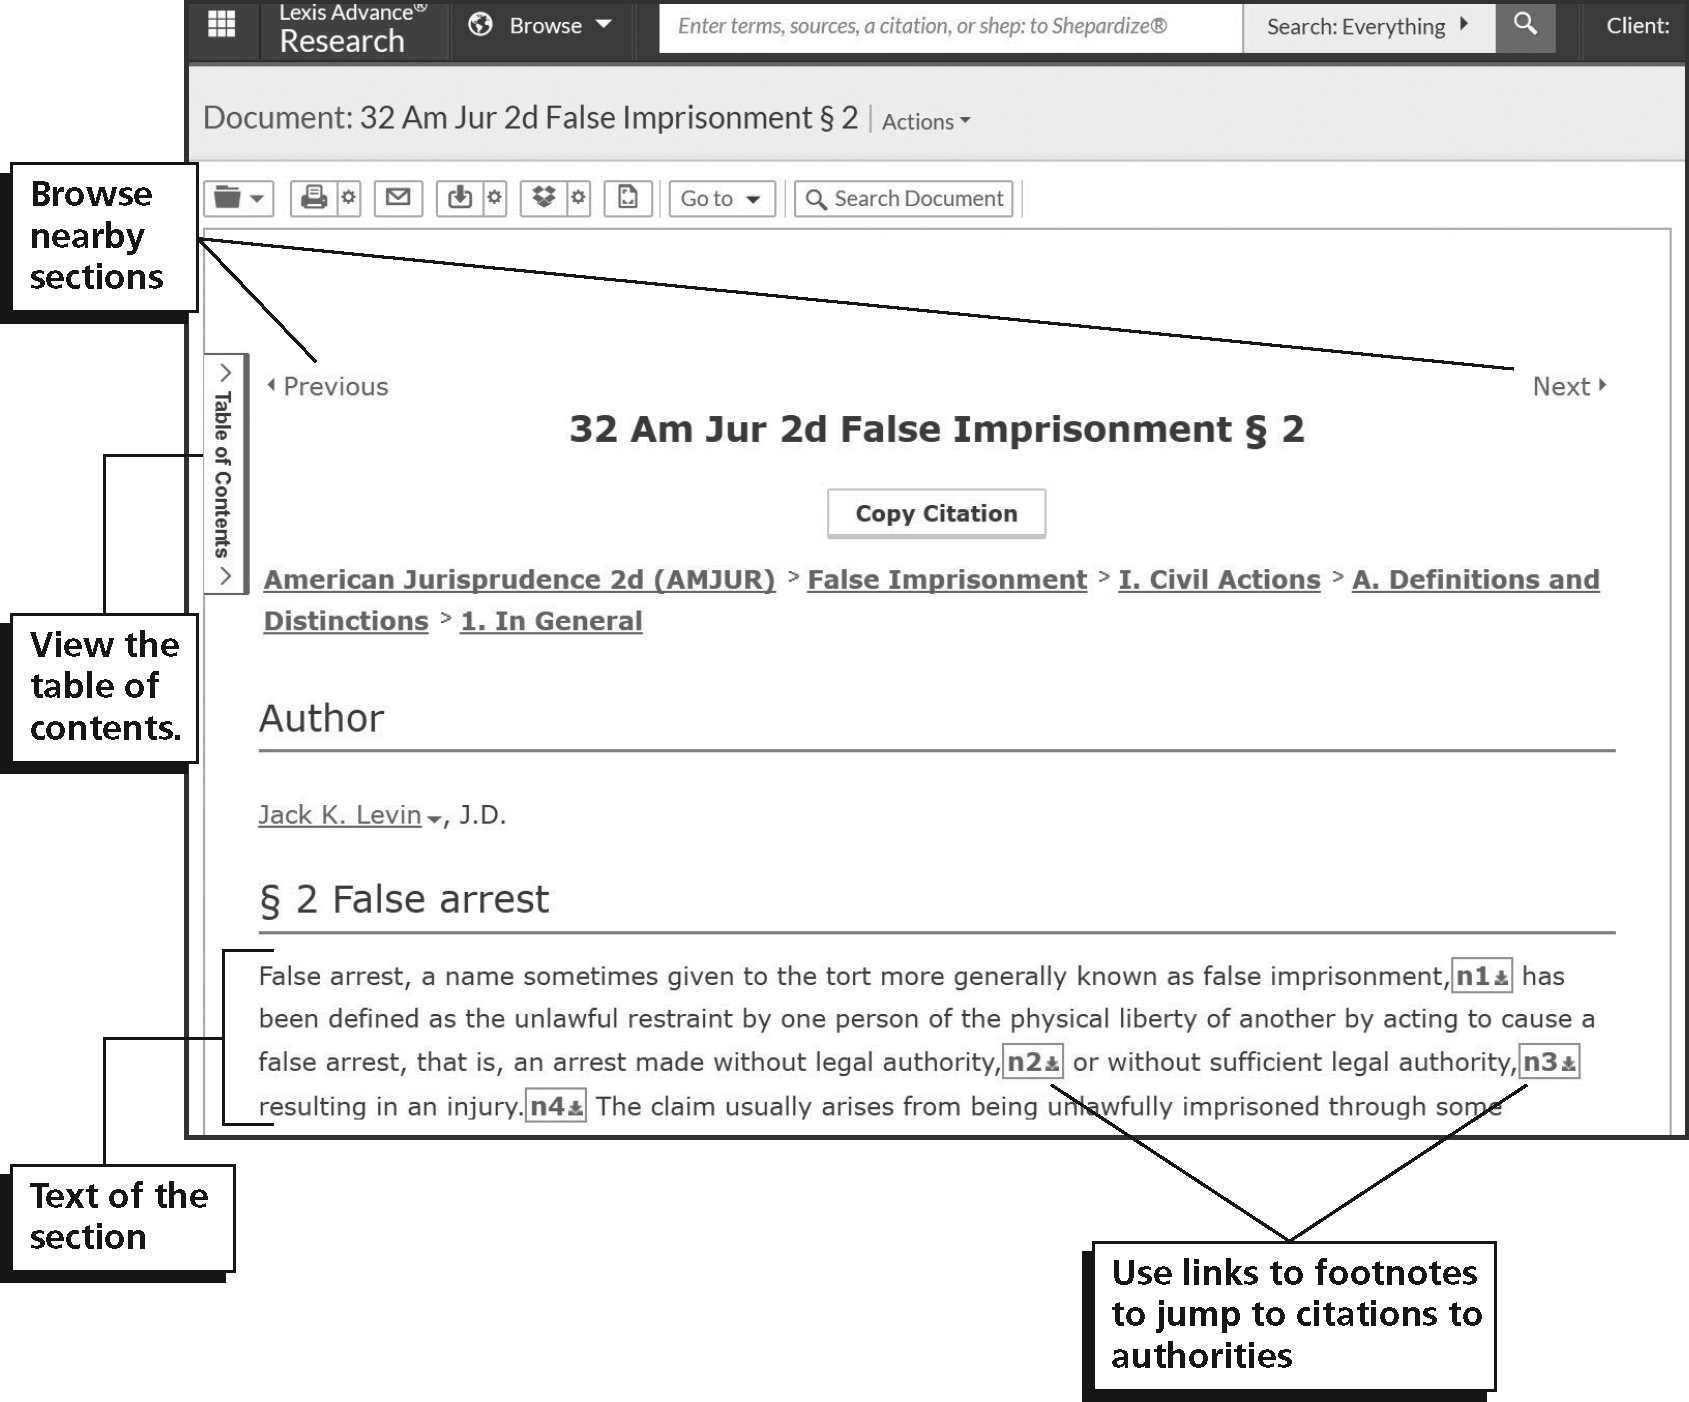 Lexis Advance®
Research
Browse
Enter terms, sources, a citation, or shep: to Shepardize®
Search: Everything
Client:
Document: 32 Am Jur 2d False Imprisonment § 2
Actions
Go to
Search Document
Browse
nearby
sections
Previous
Next
Table of Contents
32 Am Jur 2d False Imprisonment § 2
Copy Citation
American Jurisprudence 2d (AMJUR) > False Imprisonment > I. Civil Actions > A. Definitions and
Distinctions > 1. In General
View the
table of
contents.
Author
Jack K. Levin, J.D.
§ 2 False arrest
False arrest, a name sometimes given to the tort more generally known as false imprisonment,n1 has
been defined as the unlawful restraint by one person of the physical liberty of another by acting to cause a
false arrest, that is, an arrest made without legal authority,n2 or without sufficient legal authority,n3
resulting in an injury.n4 The claim usually arises from being unlawfully imprisoned through some
Text of the
section
Use links to footnotes
to jump to citations to
authorities